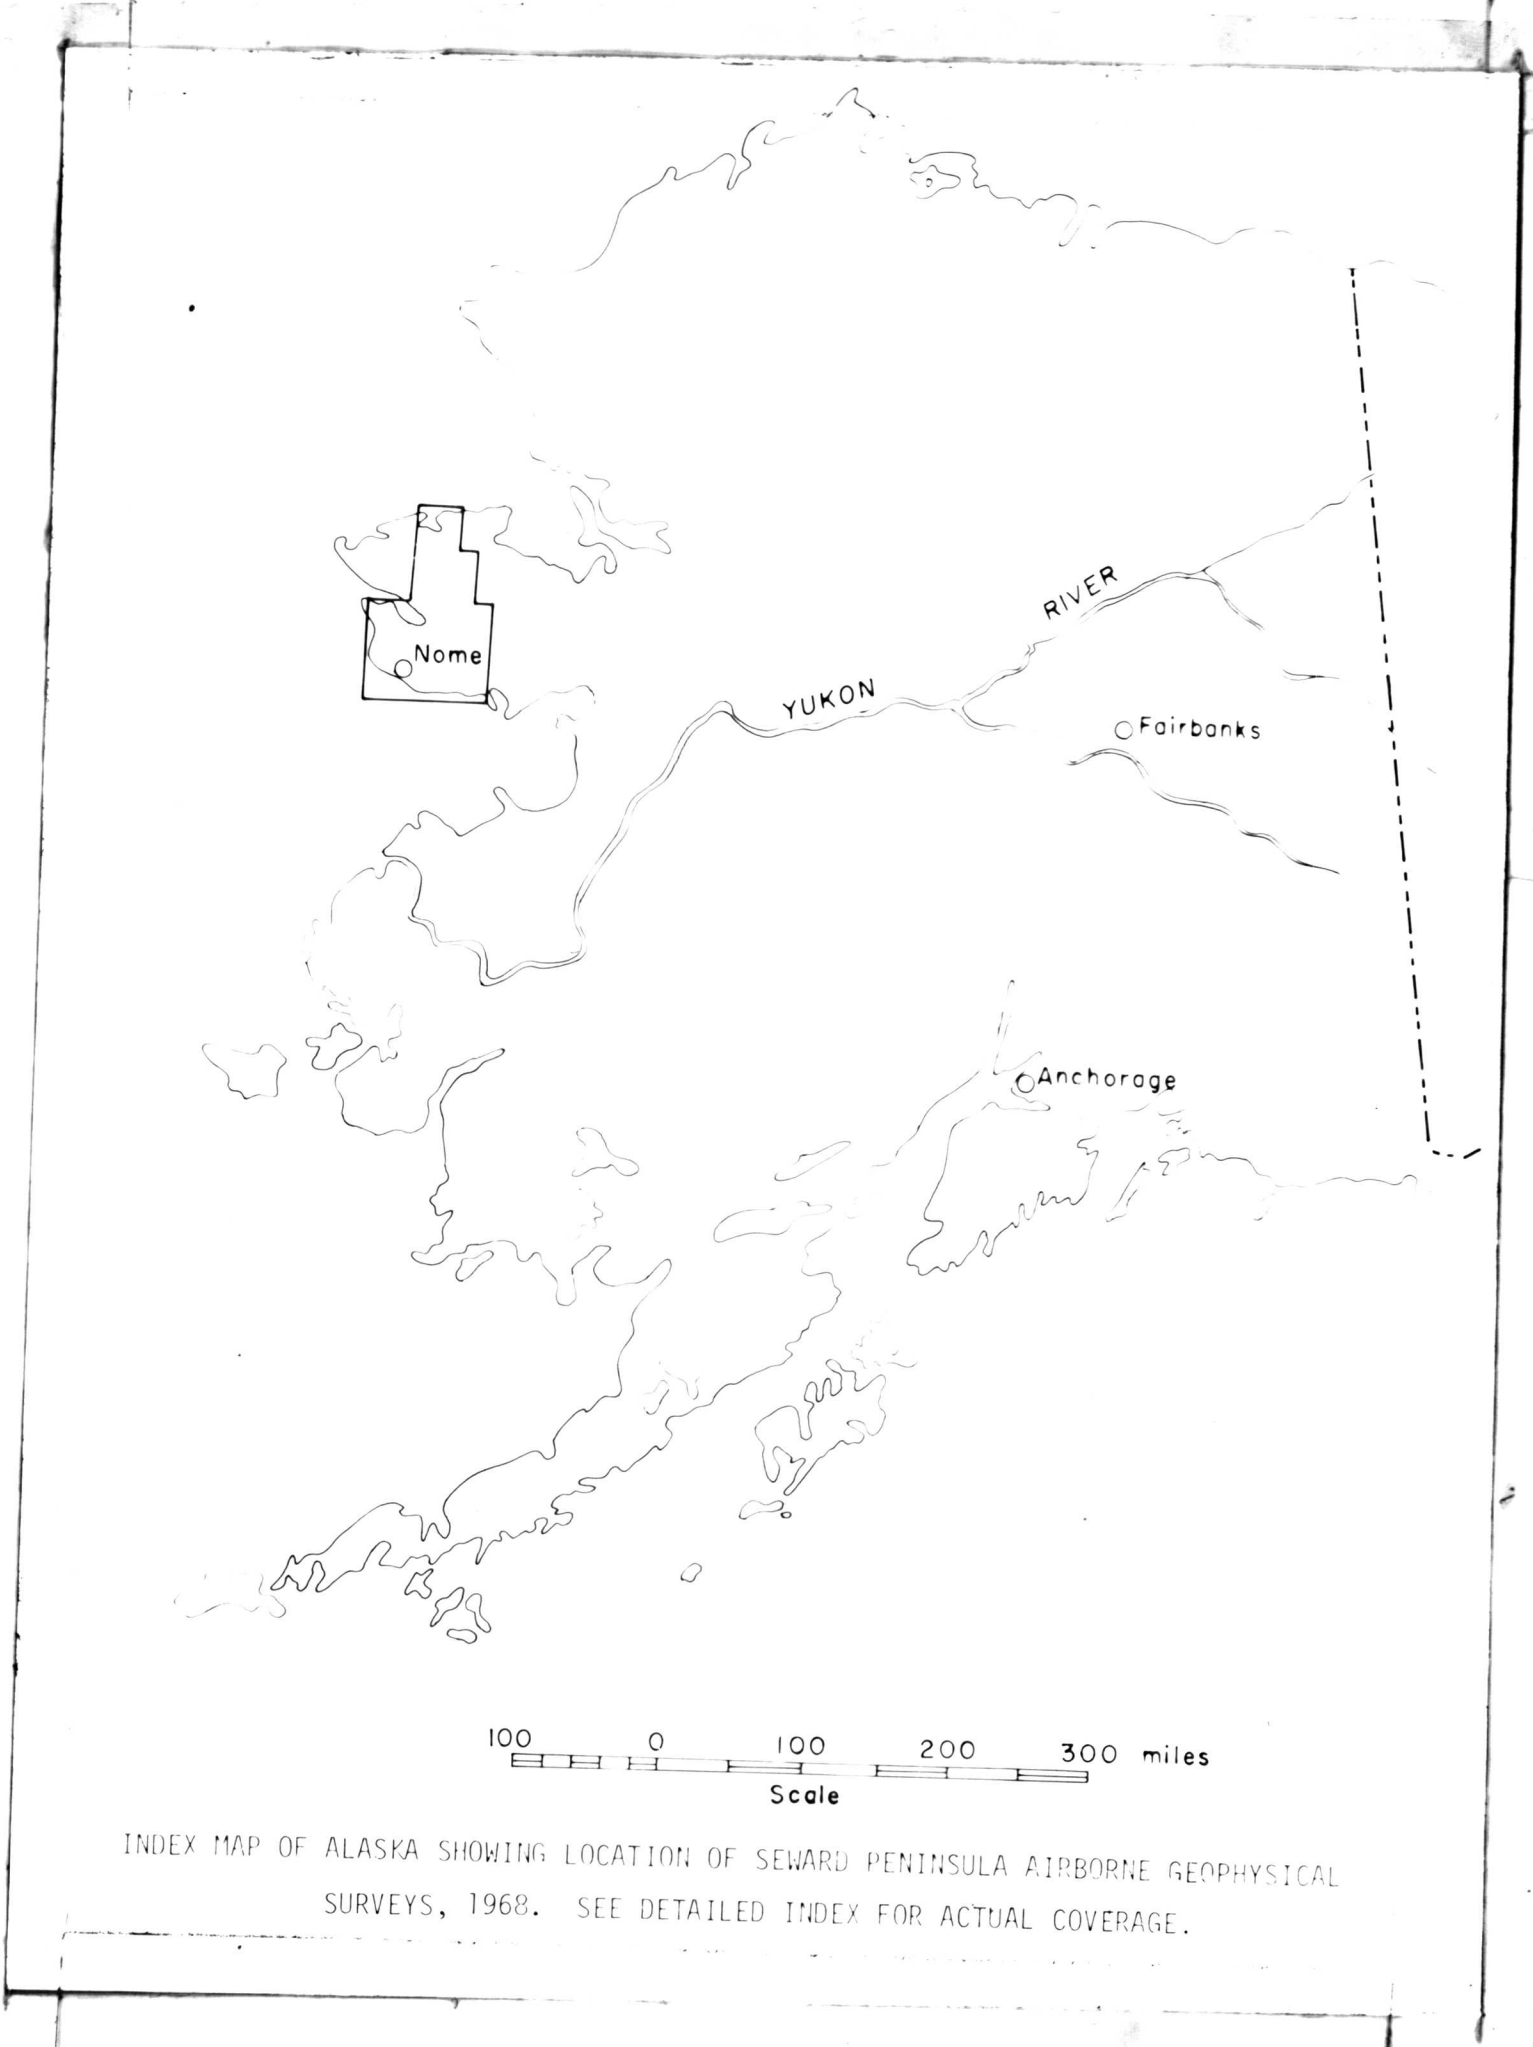 RIVER
Nome
YUKON
Fairbanks
Anchorage
100 0 100 200 300 miles
Scale
INDEX MAP OF ALASKA SHOWING LOCATION OF SEWARD PENINSULA AIRBORNE GEOPHYSICAL
SURVEYS, 1968. SEE DETAILED INDEX FOR ACTUAL COVERAGE.